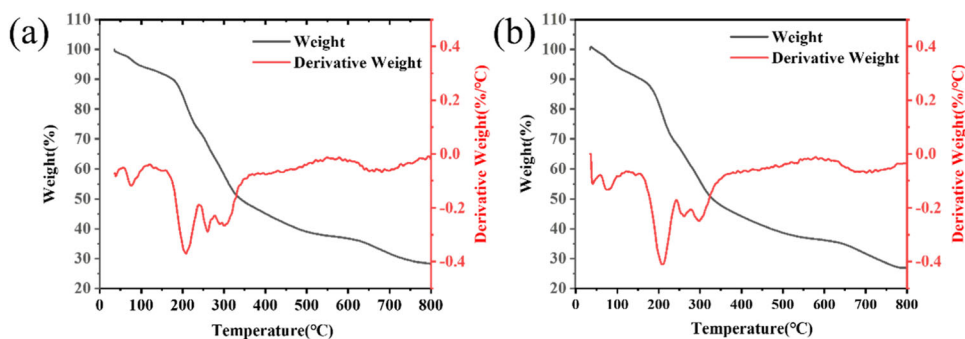 (a)
Weight
Derivative Weight
Weight(%)
110
100
90
80
70
60
50
40
30
20
0.4
0.2
0.0
-0.2
-0.4
Derivative Weight(%/°C)
0 100 200 300 400 500 600 700 800
Temperature(°C)
(b)
Weight
Derivative Weight
Weight(%)
110
100
90
80
70
60
50
40
30
20
0.4
0.2
0.0
-0.2
-0.4
Derivative Weight(%/°C)
0 100 200 300 400 500 600 700 800
Temperature(°C)